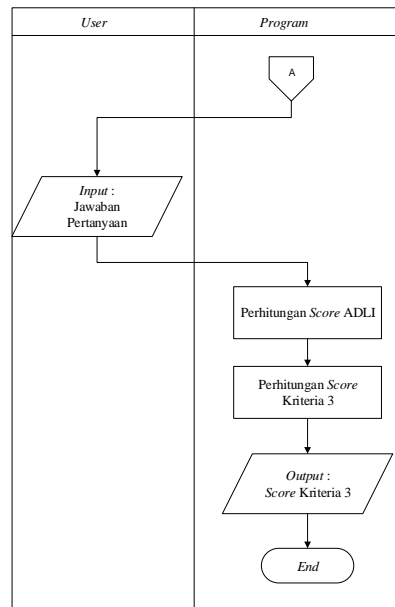 User
Program
A
Input :
Jawaban
Pertanyaan
Perhitungan Score ADLI
Perhitungan Score
Kriteria 3
Output :
Score Kriteria 3
End